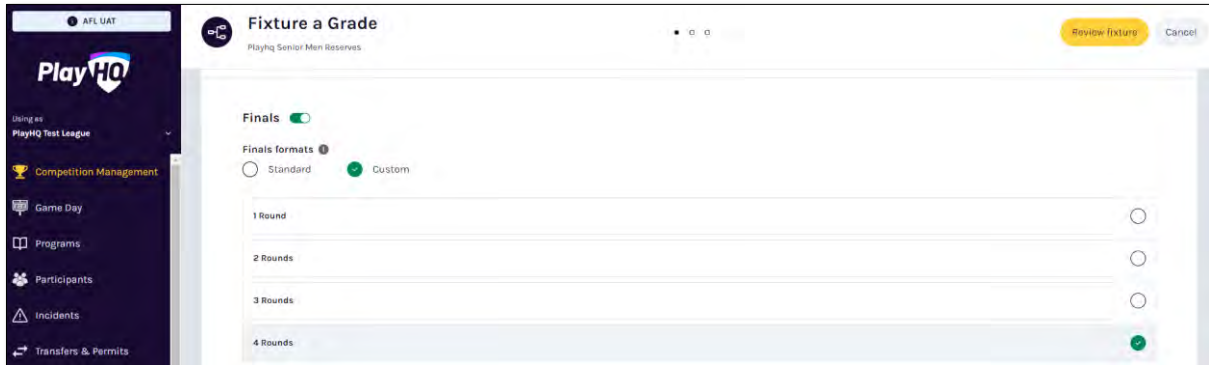 AFL UAT
PlayHQ
Using as
PlayHQ Test League
Competition Management
Game Day
Programs
Participants
Incidents
Transfers & Permits
Fixture a Grade
Playhq Senior Men Reserves
Review fixture
Cancel
Finals
Finals formats
Standard
Custom
1 Round
2 Rounds
3 Rounds
4 Rounds